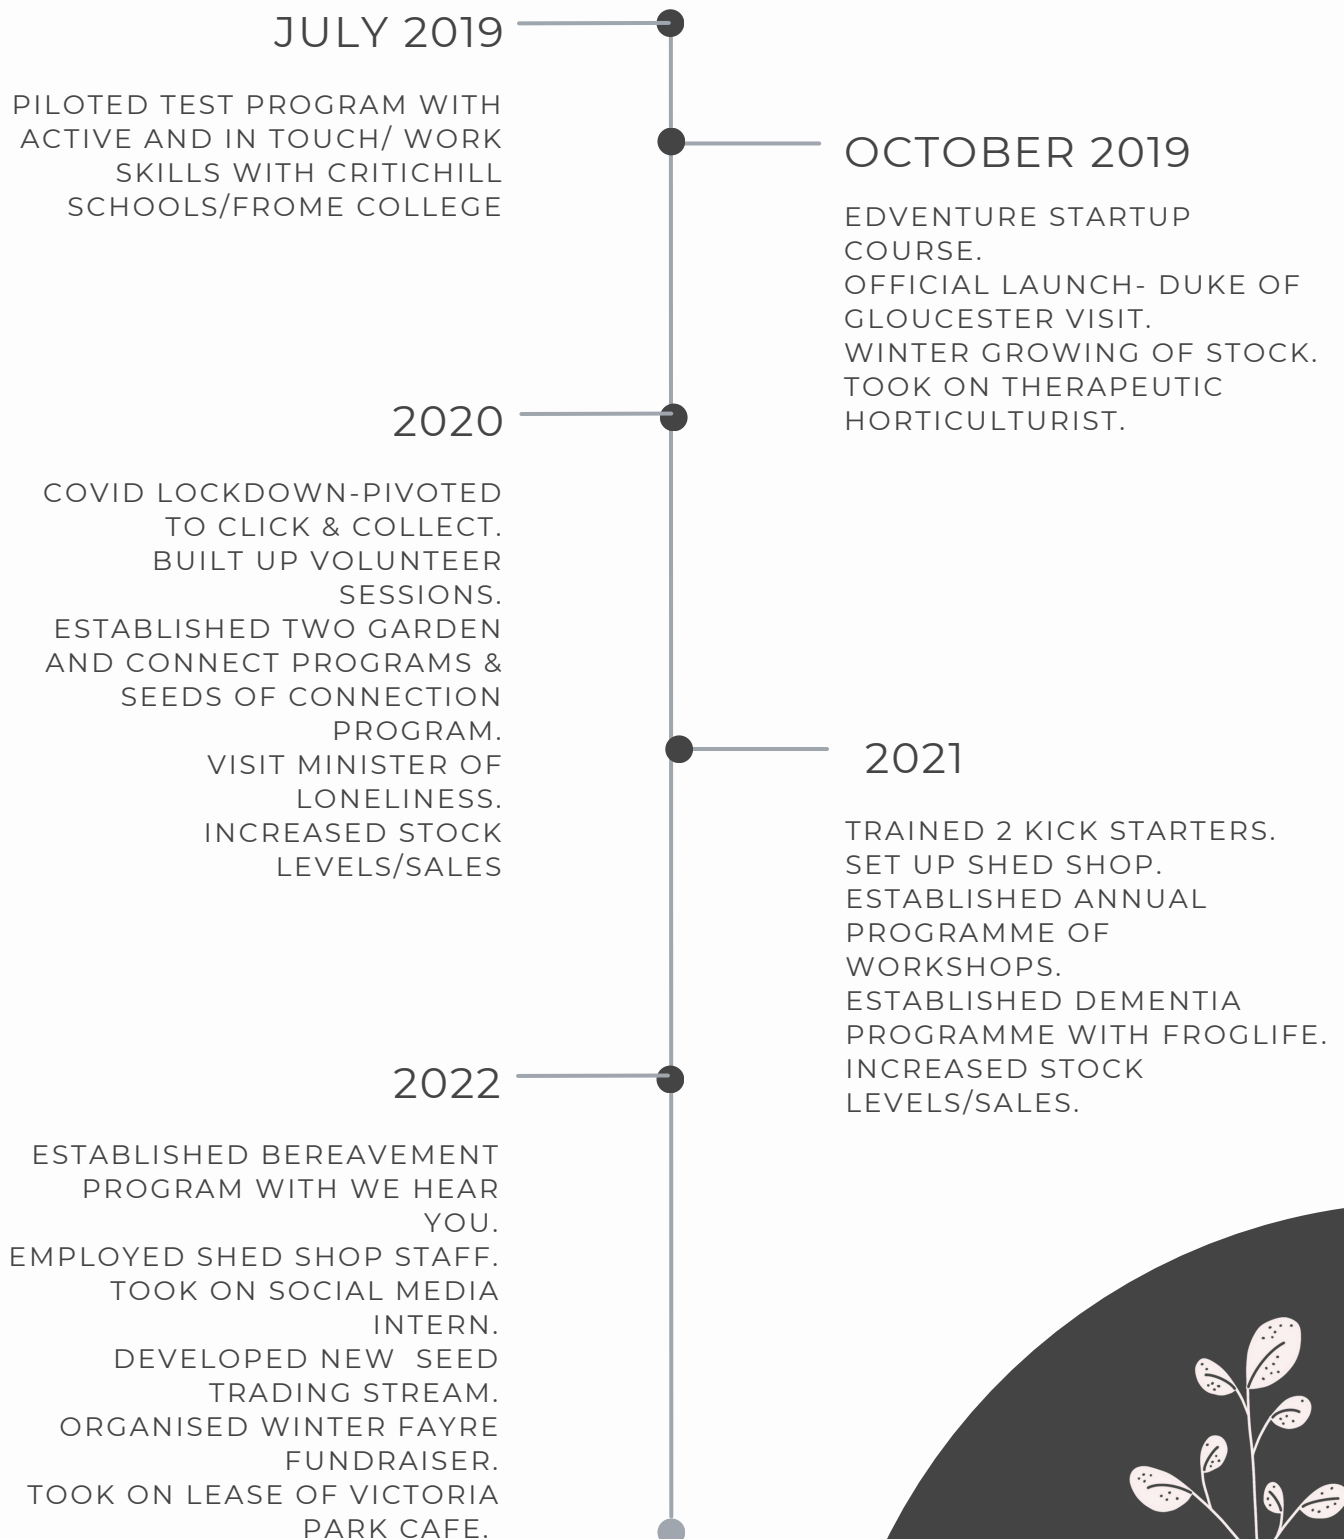 JULY 2019
PILOTED TEST PROGRAM WITH
ACTIVE AND IN TOUCH/ WORK
SKILLS WITH CRITICHILL
SCHOOLS/FROME COLLEGE
OCTOBER 2019
EDVENTURE STARTUP
COURSE.
OFFICIAL LAUNCH- DUKE OF
GLOUCESTER VISIT.
WINTER GROWING OF STOCK.
TOOK ON THERAPEUTIC
HORTICULTURIST.
2020
COVID LOCKDOWN-PIVOTED
TO CLICK & COLLECT.
BUILT UP VOLUNTEER
SESSIONS.
ESTABLISHED TWO GARDEN
AND CONNECT PROGRAMS &
SEEDS OF CONNECTION
PROGRAM.
VISIT MINISTER OF
LONELINESS.
INCREASED STOCK
LEVELS/SALES
2021
TRAINED 2 KICK STARTERS.
SET UP SHED SHOP.
ESTABLISHED ANNUAL
PROGRAMME OF
WORKSHOPS.
ESTABLISHED DEMENTIA
PROGRAMME WITH FROGLIFE.
INCREASED STOCK
LEVELS/SALES.
2022
ESTABLISHED BEREAVEMENT
PROGRAM WITH WE HEAR
YOU.
EMPLOYED SHED SHOP STAFF.
TOOK ON SOCIAL MEDIA
INTERN.
DEVELOPED NEW  SEED
TRADING STREAM.
ORGANISED WINTER FAYRE
FUNDRAISER.
TOOK ON LEASE OF VICTORIA
PARK CAFE.